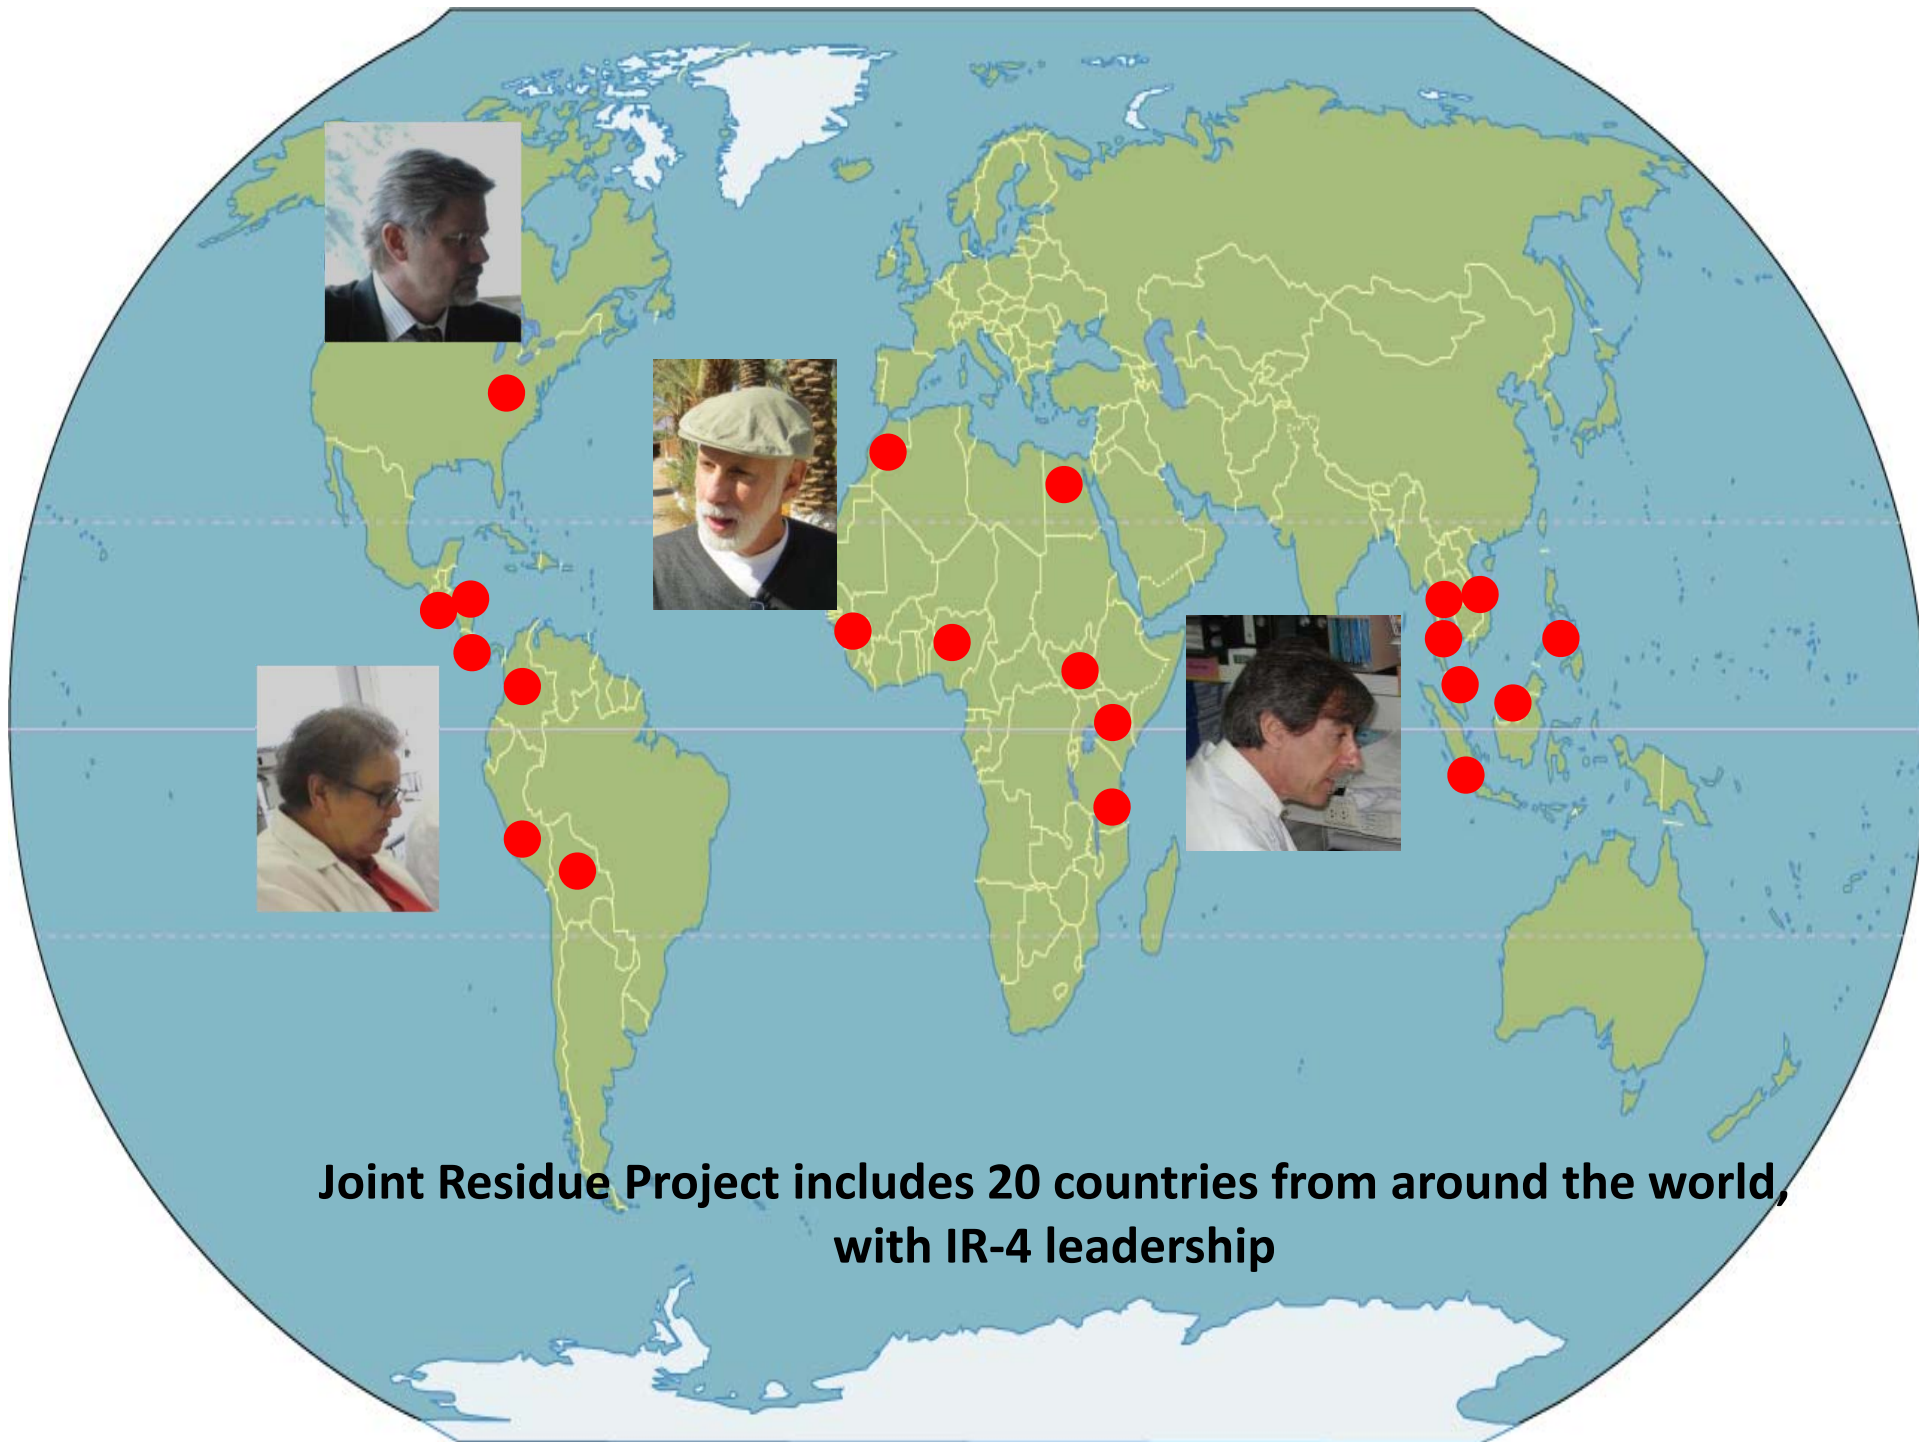 Joint Residue Project includes 20 countries from around the world,
with IR-4 leadership